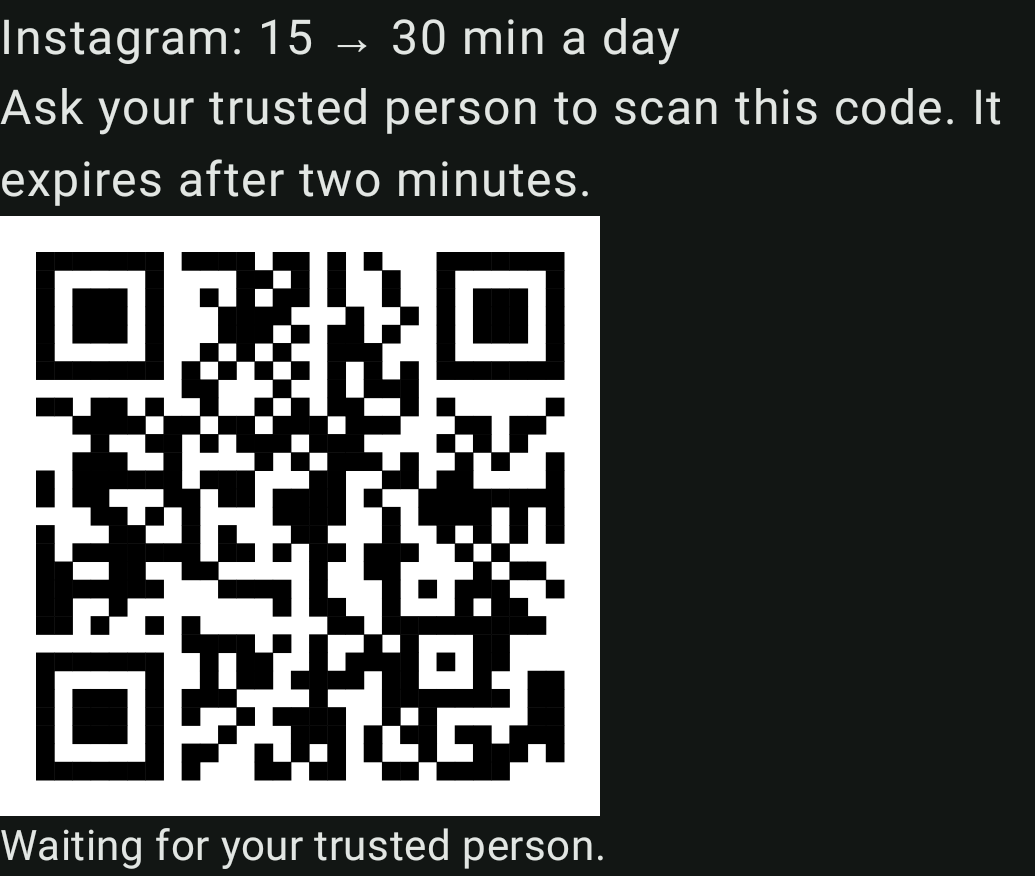 Instagram: 15 → 30 min a day
Ask your trusted person to scan this code. It
expires after two minutes.
Waiting for your trusted person.